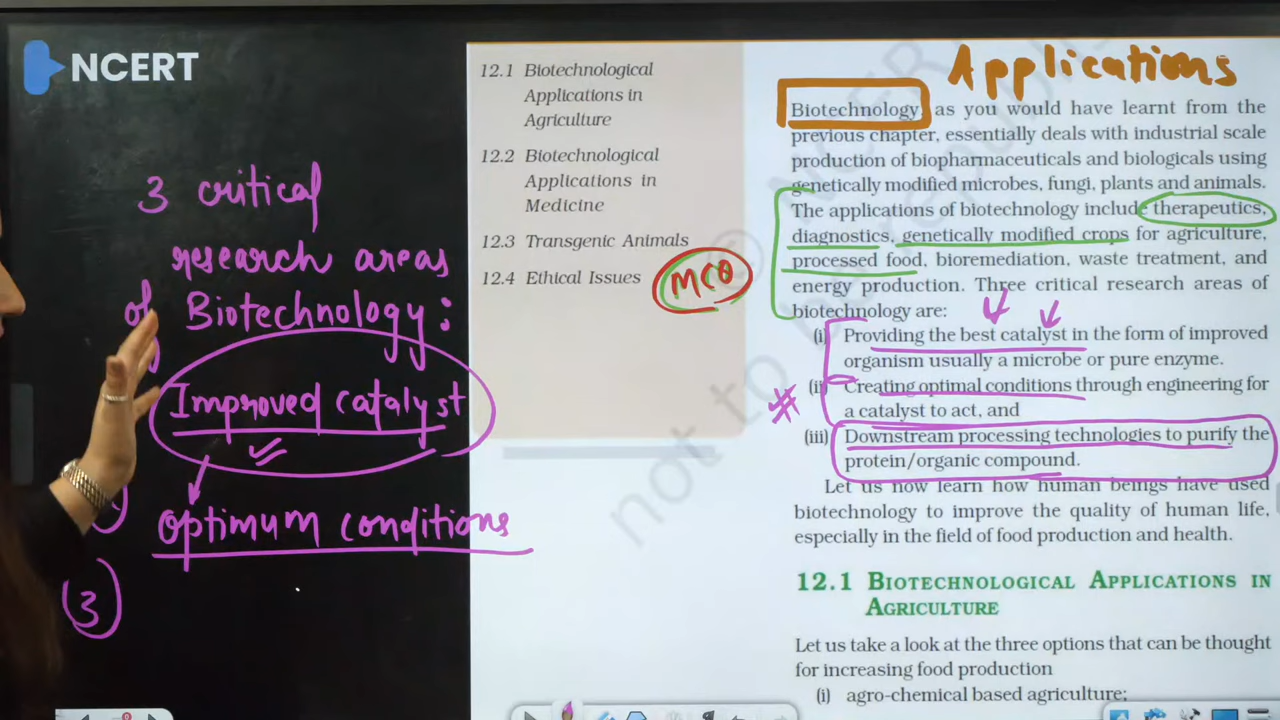 NCERT
3 critical
research areas
of Biotechnology:
Improved catalyst
Optimum conditions
(3)
12.1 Biotechnological
Applications in
Agriculture
12.2 Biotechnological
Applications in
Medicine
12.3 Transgenic Animals
12.4 Ethical Issues
MCQ
Applications
Biotechnology, as you would have learnt from the
previous chapter, essentially deals with industrial scale
production of biopharmaceuticals and biologicals using
genetically modified microbes, fungi, plants and animals.
The applications of biotechnology include therapeutics,
diagnostics, genetically modified crops for agriculture,
processed food, bioremediation, waste treatment, and
energy production. Three critical research areas of
biotechnology are:
(i) Providing the best catalyst in the form of improved
organism usually a microbe or pure enzyme.
(ii) Creating optimal conditions through engineering for
a catalyst to act, and
(iii) Downstream processing technologies to purify the
protein/organic compound.
Let us now learn how human beings have used
biotechnology to improve the quality of human life,
especially in the field of food production and health.
12.1 BIOTECHNOLOGICAL APPLICATIONS IN
AGRICULTURE
Let us take a look at the three options that can be thought
for increasing food production
(i) agro-chemical based agriculture;
not to